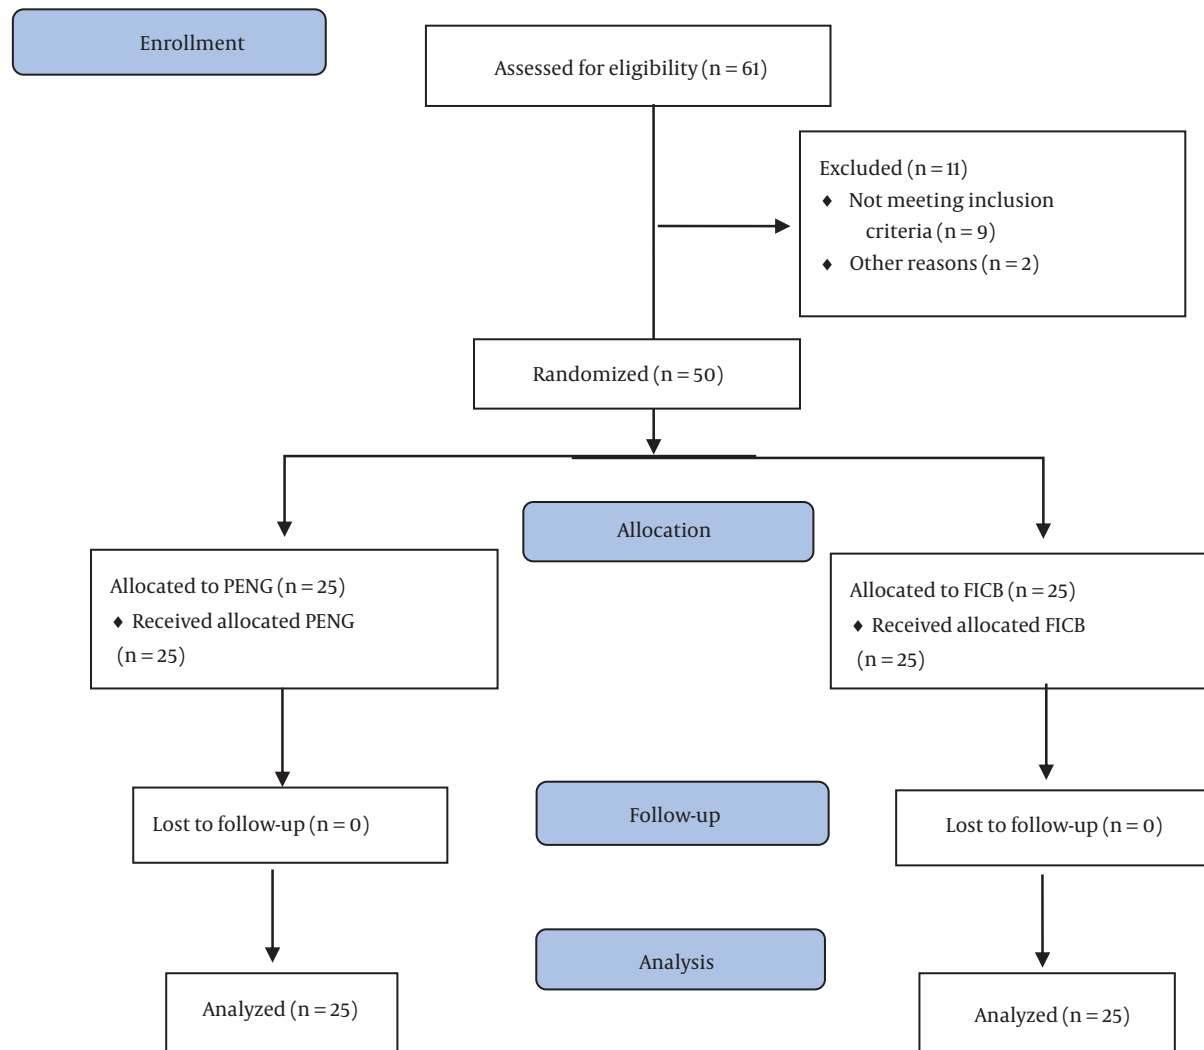 Enrollment
Assessed for eligibility (n = 61)
Excluded (n = 11)
♦ Not meeting inclusion
criteria (n = 9)
♦ Other reasons (n = 2)
Randomized (n = 50)
Allocation
Allocated to PENG (n = 25)
♦ Received allocated PENG
(n = 25)
Allocated to FICB (n = 25)
♦ Received allocated FICB
(n = 25)
Follow-up
Lost to follow-up (n = 0)
Lost to follow-up (n = 0)
Analysis
Analyzed (n = 25)
Analyzed (n = 25)